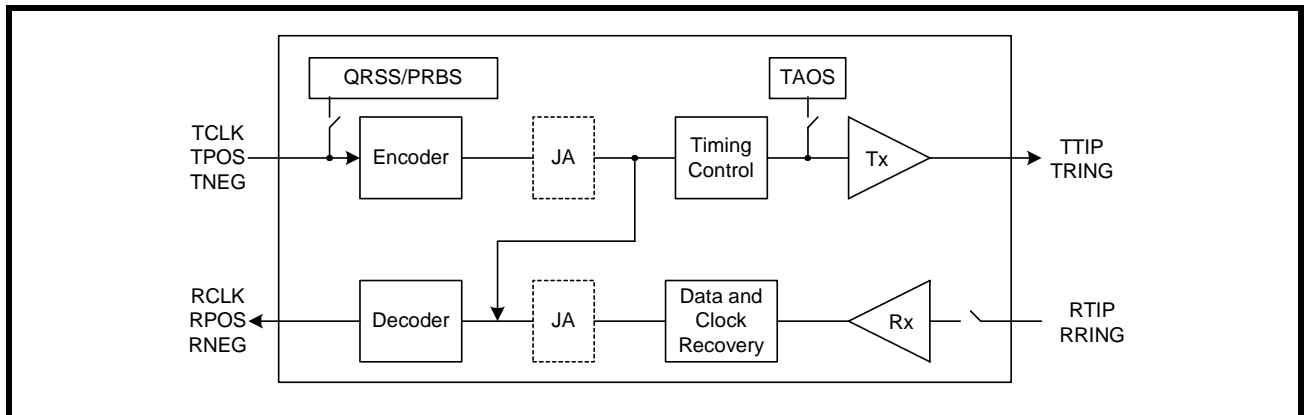 QRSS/PRBS
TAOS
TCLK
TPOS
TNEG
Encoder
JA
Timing
Control
Tx
TTIP
TRING
RCLK
RPOS
RNEG
Decoder
JA
Data and
Clock
Recovery
Rx
RTIP
RRING